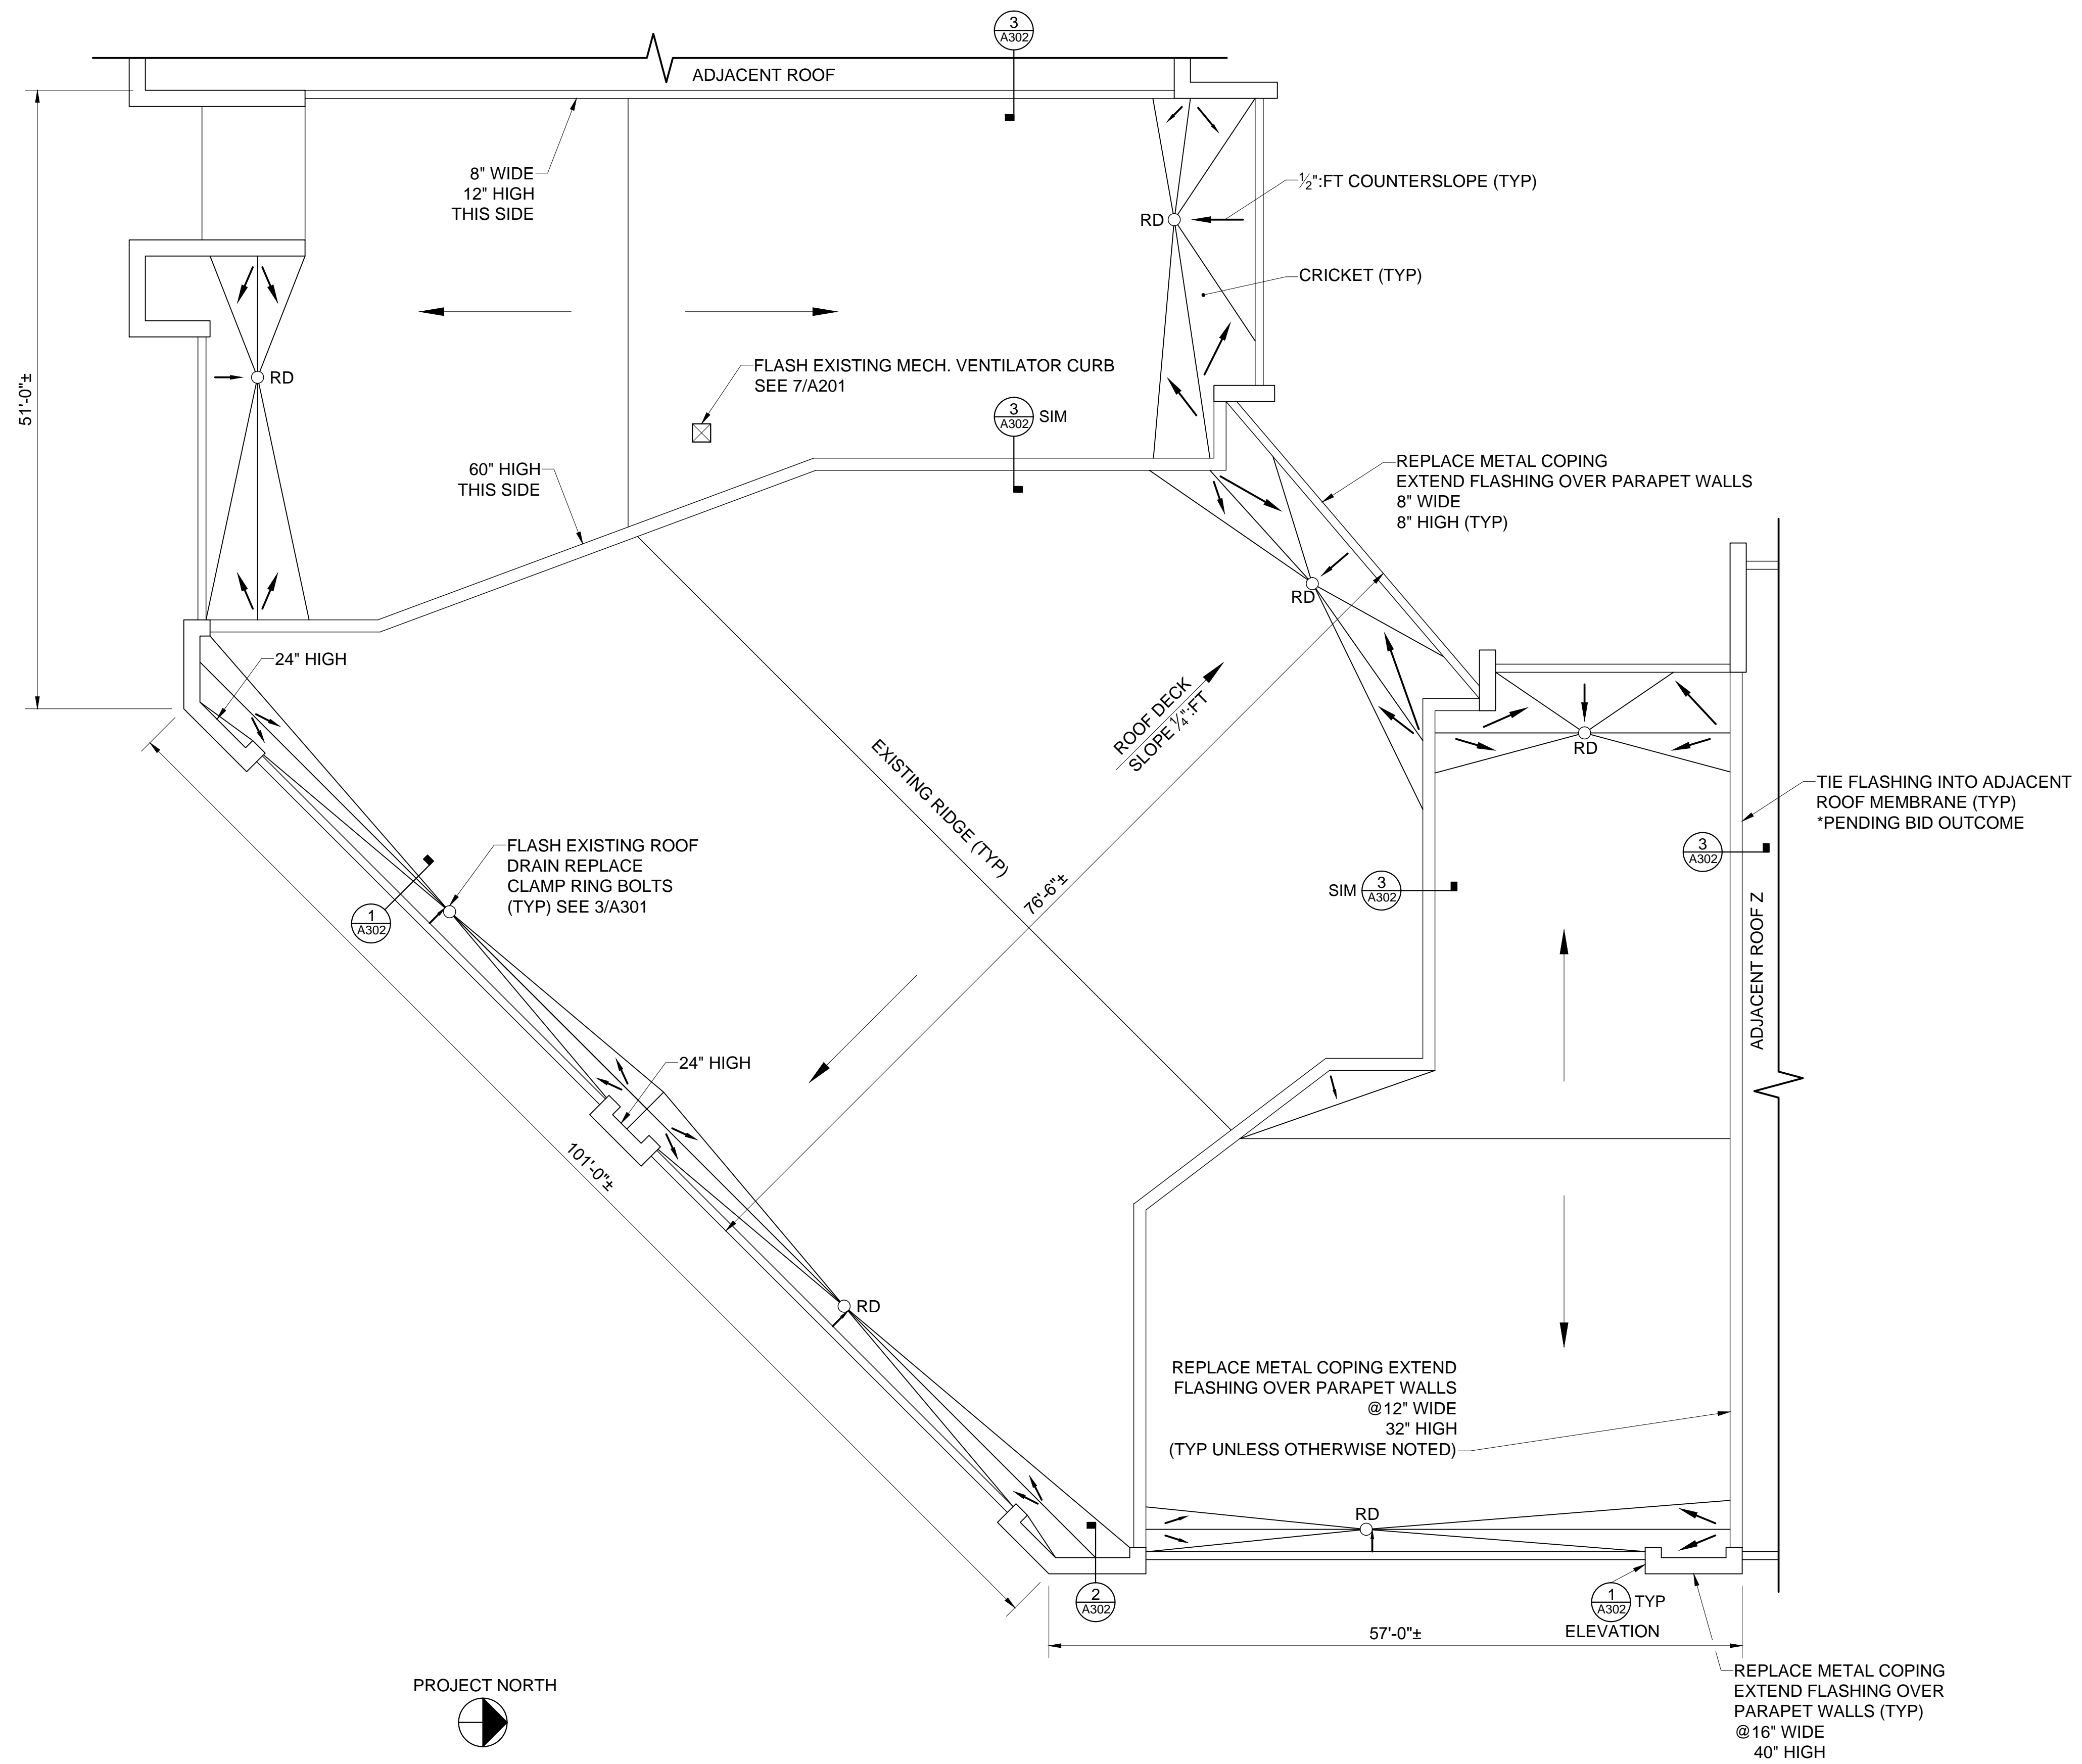 3
A302
ADJACENT ROOF
8" WIDE
12" HIGH
THIS SIDE
½":FT COUNTERSLOPE (TYP)
RD
CRICKET (TYP)
51'-0"±
RD
FLASH EXISTING MECH. VENTILATOR CURB
SEE 7/A201
3
A302
SIM
60" HIGH
THIS SIDE
REPLACE METAL COPING
EXTEND FLASHING OVER PARAPET WALLS
8" WIDE
8" HIGH (TYP)
RD
24" HIGH
ROOF DECK
SLOPE ¼":FT
RD
EXISTING RIDGE (TYP)
76'-6"±
TIE FLASHING INTO ADJACENT
ROOF MEMBRANE (TYP)
*PENDING BID OUTCOME
3
A302
FLASH EXISTING ROOF
DRAIN REPLACE
CLAMP RING BOLTS
(TYP) SEE 3/A301
1
A302
SIM
3
A302
ADJACENT ROOF Z
24" HIGH
101'-0"±
RD
REPLACE METAL COPING EXTEND
FLASHING OVER PARAPET WALLS
@12" WIDE
32" HIGH
(TYP UNLESS OTHERWISE NOTED)
RD
2
A302
1
A302
TYP
ELEVATION
57'-0"±
REPLACE METAL COPING
EXTEND FLASHING OVER
PARAPET WALLS (TYP)
@16" WIDE
40" HIGH
PROJECT NORTH